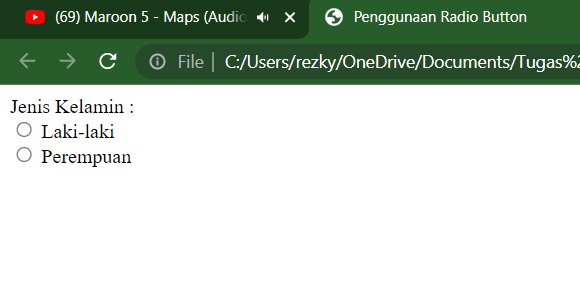 (69) Maroon 5 - Maps (Audio
Penggunaan Radio Button
File | C:/Users/rezky/OneDrive/Documents/Tugas%2
Jenis Kelamin :
Laki-laki
Perempuan